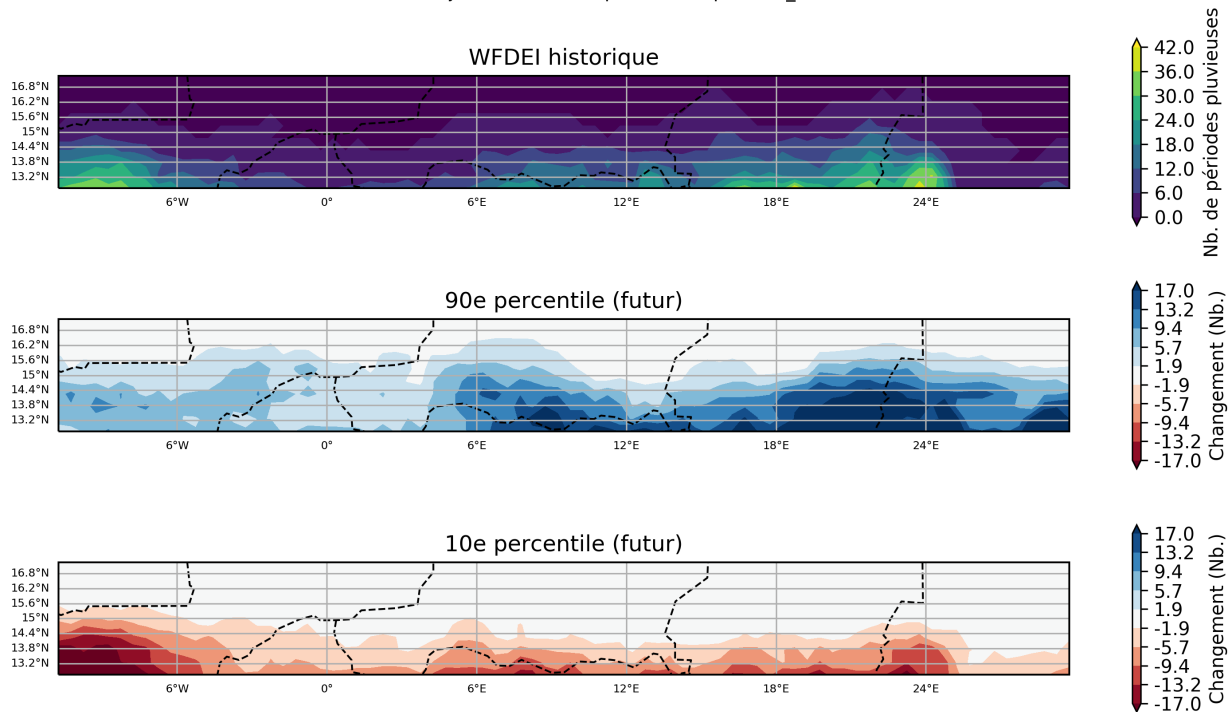 WFDEI historique
16.8°N
16.2°N
15.6°N
15°N
14.4°N
13.8°N
13.2°N
6°W
0°
6°E
12°E
18°E
24°E
42.0
36.0
30.0
24.0
18.0
12.0
6.0
0.0
Nb. de périodes pluvieuses
90e percentile (futur)
16.8°N
16.2°N
15.6°N
15°N
14.4°N
13.8°N
13.2°N
6°W
0°
6°E
12°E
18°E
24°E
17.0
13.2
9.4
5.7
1.9
-1.9
-5.7
-9.4
-13.2
-17.0
Changement (Nb.)
10e percentile (futur)
16.8°N
16.2°N
15.6°N
15°N
14.4°N
13.8°N
13.2°N
6°W
0°
6°E
12°E
18°E
24°E
17.0
13.2
9.4
5.7
1.9
-1.9
-5.7
-9.4
-13.2
-17.0
Changement (Nb.)